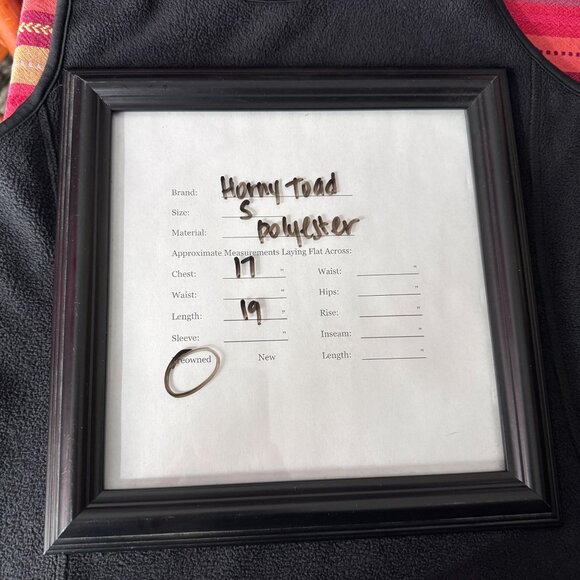 Brand: Horny Toad
Size: S
Material: polyester
Approximate Measurements Laying Flat Across:
Chest: 17 " Waist: "
Waist: " Hips: "
Length: 19 " Rise: "
Sleeve: " Inseam: "
Preowned New Length: "